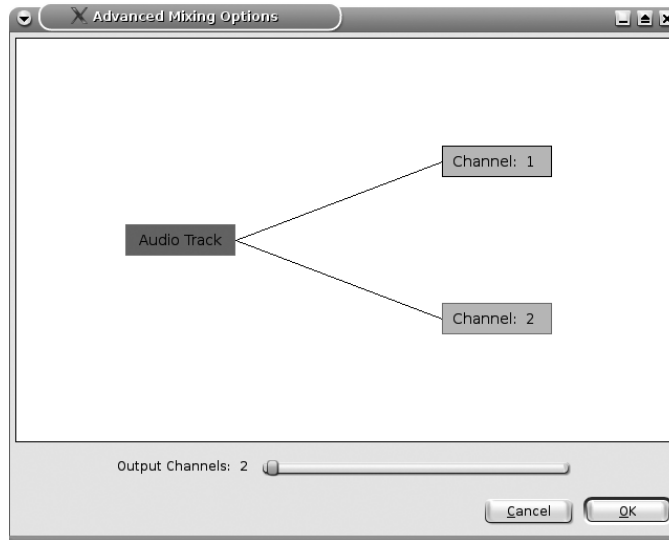 Advanced Mixing Options
Channel: 1
Audio Track
Channel: 2
Output Channels: 2
Cancel
OK